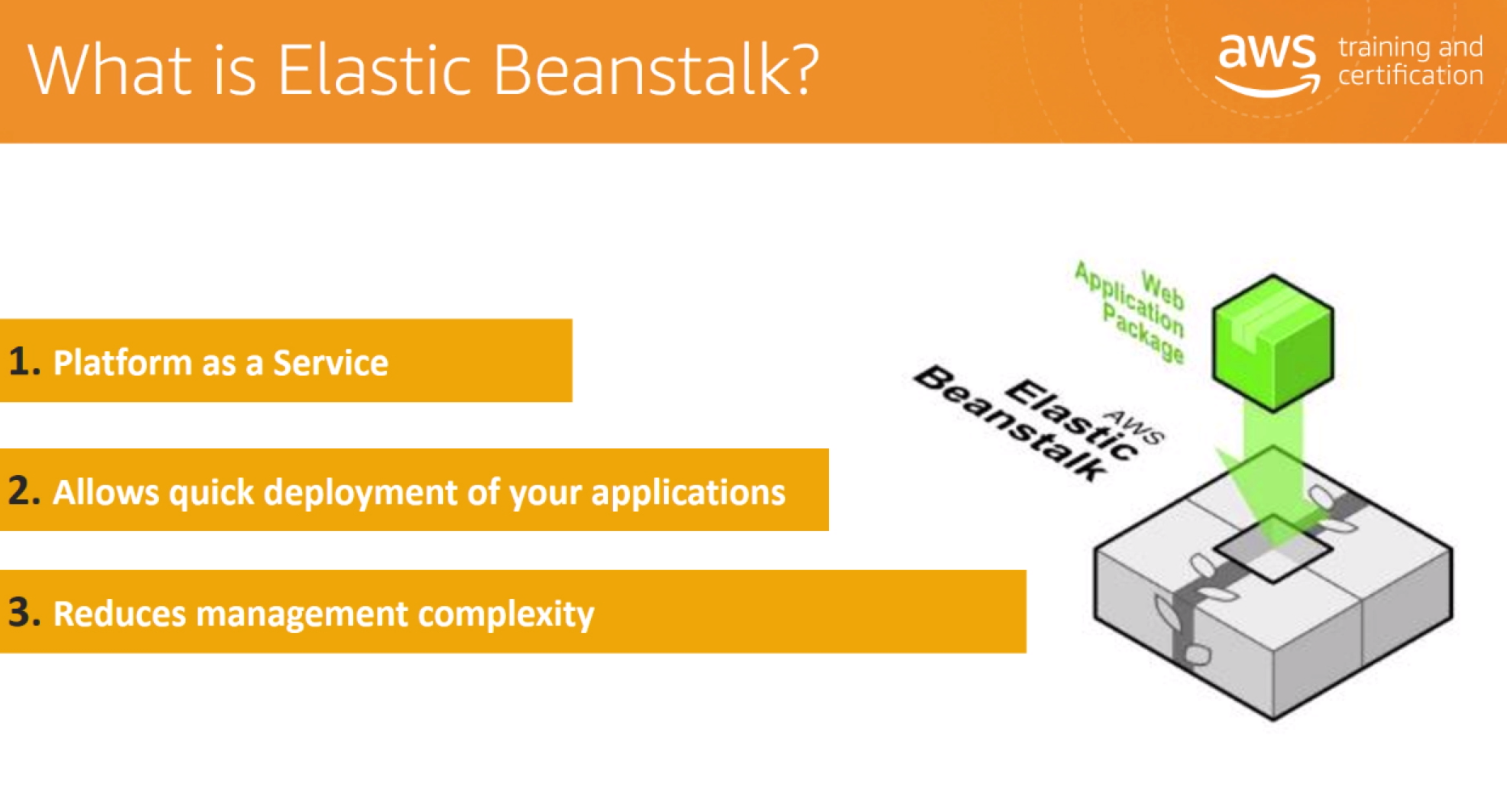 What is Elastic Beanstalk?
aws training and
certification
1. Platform as a Service
2. Allows quick deployment of your applications
3. Reduces management complexity
Web
Application
Package
AWS
Elastic
Beanstalk